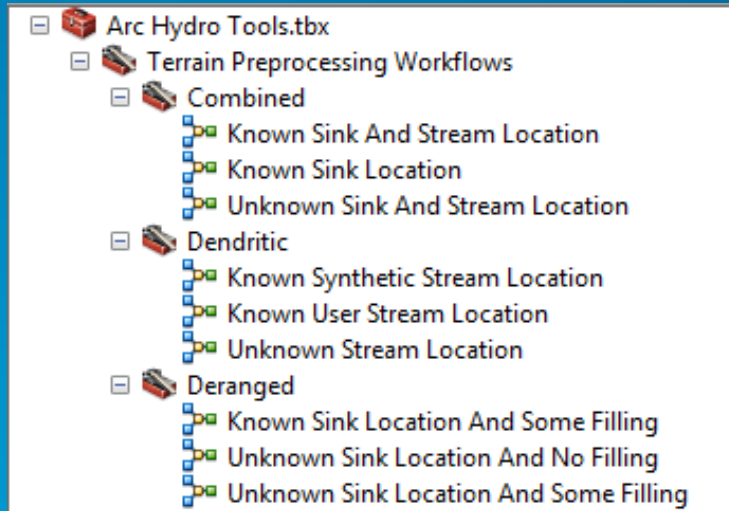 Arc Hydro Tools.tbx
Terrain Preprocessing Workflows
Combined
Known Sink And Stream Location
Known Sink Location
Unknown Sink And Stream Location
Dendritic
Known Synthetic Stream Location
Known User Stream Location
Unknown Stream Location
Deranged
Known Sink Location And Some Filling
Unknown Sink Location And No Filling
Unknown Sink Location And Some Filling